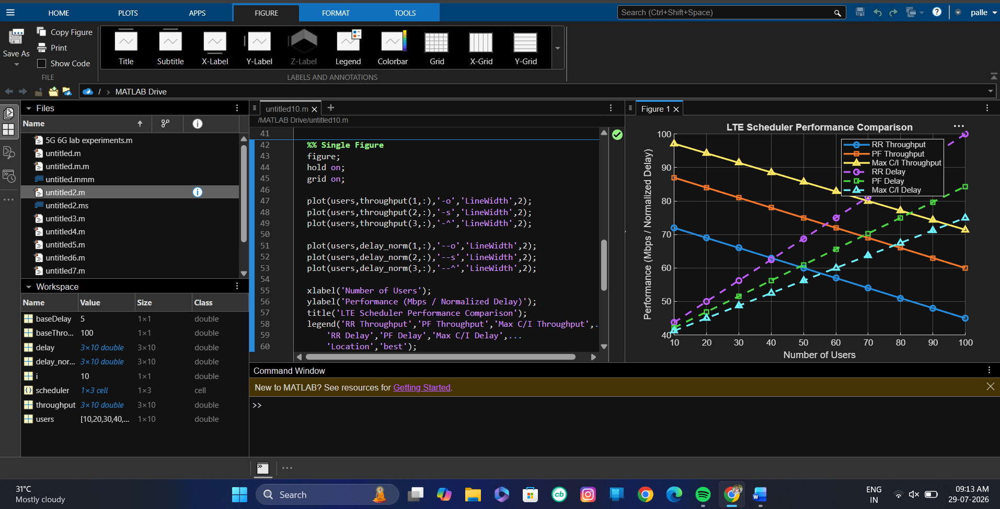 HOME PLOTS APPS FIGURE FORMAT TOOLS Search (Ctrl+Shift+Space) ? palle
Save As
Copy Figure
Print
Show Code
FILE
Title Subtitle X-Label Y-Label Z-Label Legend Colorbar Grid X-Grid Y-Grid
LABELS AND ANNOTATIONS
/ › MATLAB Drive
Files
Name
5G 6G lab experiments.m
untitled.m
untitled.m.m
untitled.mmm
untitled2.m
untitled2.ms
untitled3.m
untitled4.m
untitled5.m
untitled6.m
untitled7.m
Workspace
Name Value Size Class
baseDelay 5 1×1 double
baseThro... 100 1×1 double
delay 3×10 double 3×10 double
delay_nor... 3×10 double 3×10 double
i 10 1×1 double
scheduler 1×3 cell 1×3 cell
throughput 3×10 double 3×10 double
users [10,20,30,40,... 1×10 double
untitled10.m
/MATLAB Drive/untitled10.m
41
42 %% Single Figure
43 figure;
44 hold on;
45 grid on;
46
47 plot(users,throughput(1,:),'-o','LineWidth',2);
48 plot(users,throughput(2,:),'-s','LineWidth',2);
49 plot(users,throughput(3,:),'-^','LineWidth',2);
50
51 plot(users,delay_norm(1,:),'--o','LineWidth',2);
52 plot(users,delay_norm(2,:),'--s','LineWidth',2);
53 plot(users,delay_norm(3,:),'--^','LineWidth',2);
54
55 xlabel('Number of Users');
56 ylabel('Performance (Mbps / Normalized Delay)');
57 title('LTE Scheduler Performance Comparison');
58 legend('RR Throughput','PF Throughput','Max C/I Throughput',.
59 'RR Delay','PF Delay','Max C/I Delay',...
60 'Location','best');
Figure 1
LTE Scheduler Performance Comparison
RR Throughput
PF Throughput
Max C/I Throughput
RR Delay
PF Delay
Max C/I Delay
Performance (Mbps / Normalized Delay)
100
90
80
70
60
50
40
10 20 30 40 50 60 70 80 90 100
Number of Users
Command Window
New to MATLAB? See resources for Getting Started.
>>
31°C
Mostly cloudy
Search
cb
ENG
IN
09:13 AM
29-07-2026